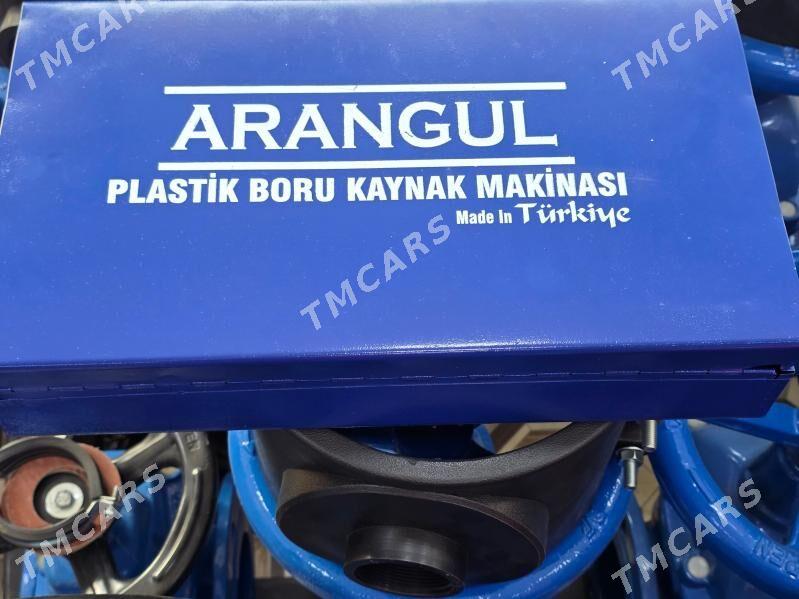 TMCARS
TMCARS
ARANGUL
PLASTİK BORU KAYNAK MAKİNASI
Made in Türkiye
TMCARS
TMCARS
TMCARS